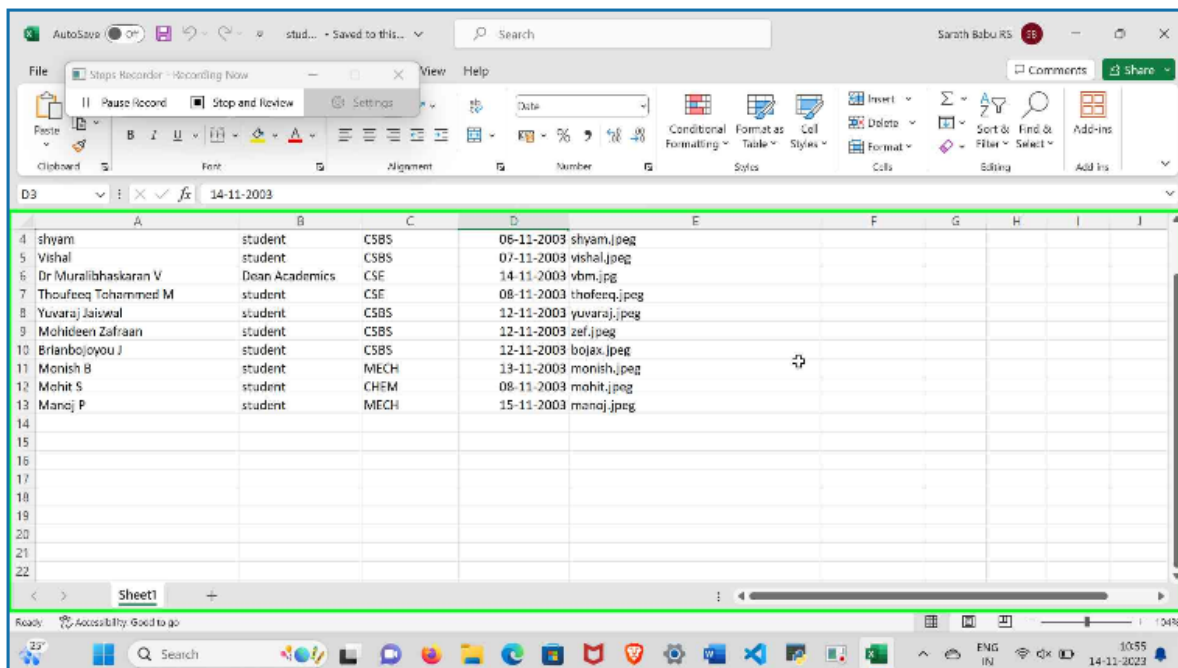 AutoSave Off stud... • Saved to this... Search Sarath Babu RS SB
File Steps Recorder - Recording Now View Help Comments Share
Pause Record Stop and Review Settings
Paste B I U Date Conditional Formatting Format as Table Cell Styles Insert Delete Format Sort & Filter Find & Select Add-ins
Clipboard Font Alignment Number Styles Cells Editing Add-ins
D3 fx 14-11-2003
A B C D E F G H I J
4 shyam student CSBS 06-11-2003 shyam.jpeg
5 Vishal student CSBS 07-11-2003 vishal.jpeg
6 Dr Muralibhaskaran V Dean Academics CSE 14-11-2003 vbm.jpg
7 Thoufeeq Tohammed M student CSE 08-11-2003 thofeeq.jpeg
8 Yuvaraj Jaiswal student CSBS 12-11-2003 yuvaraj.jpeg
9 Mohideen Zafraan student CSBS 12-11-2003 zef.jpeg
10 Brianbojoyou J student CSBS 12-11-2003 bojax.jpeg
11 Monish B student MECH 13-11-2003 monish.jpeg
12 Mohit S student CHEM 08-11-2003 mohit.jpeg
13 Manoj P student MECH 15-11-2003 manoj.jpeg
14
15
16
17
18
19
20
21
22
Sheet1
Ready Accessibility: Good to go 104%
25° Search ENG IN 10:55 14-11-2023